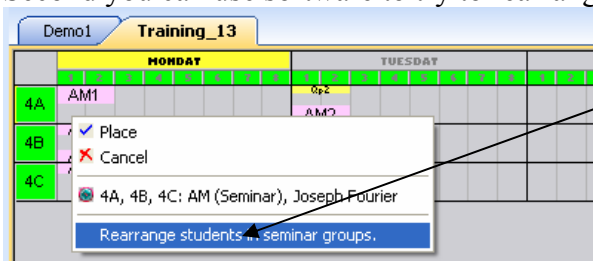 Demo1 Training_13
MONDAY TUESDAY
1 2 3 4 5 6 7 8 1 2 3 4 5 6 7 8 1 2
4A AM1 Qp2
AM2
4B
4C
Place
Cancel
4A, 4B, 4C: AM (Seminar), Joseph Fourier
Rearrange students in seminar groups.